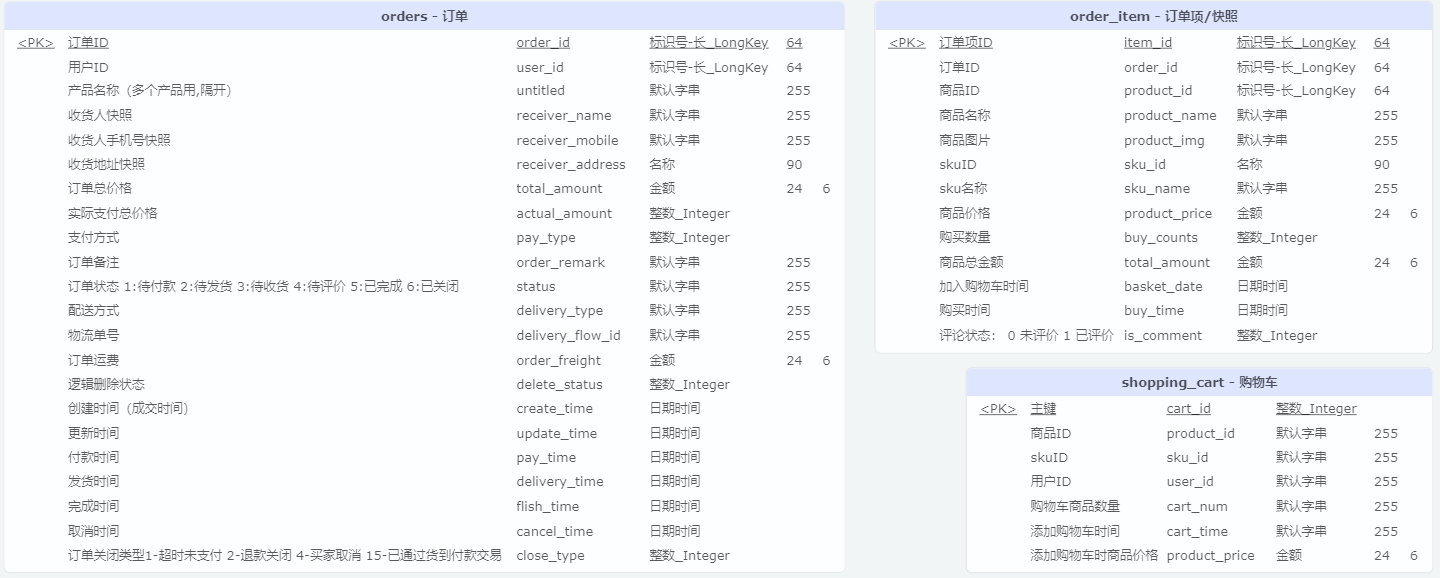 orders - 订单
<PK> 订单ID order_id 标识号-长_LongKey 64
用户ID user_id 标识号-长_LongKey 64
产品名称（多个产品用,隔开） untitled 默认字串 255
收货人快照 receiver_name 默认字串 255
收货人手机号快照 receiver_mobile 默认字串 255
收货地址快照 receiver_address 名称 90
订单总价格 total_amount 金额 24 6
实际支付总价格 actual_amount 整数_Integer
支付方式 pay_type 整数_Integer
订单备注 order_remark 默认字串 255
订单状态 1:待付款 2:待发货 3:待收货 4:待评价 5:已完成 6:已关闭 status 默认字串 255
配送方式 delivery_type 默认字串 255
物流单号 delivery_flow_id 默认字串 255
订单运费 order_freight 金额 24 6
逻辑删除状态 delete_status 整数_Integer
创建时间（成交时间） create_time 日期时间
更新时间 update_time 日期时间
付款时间 pay_time 日期时间
发货时间 delivery_time 日期时间
完成时间 flish_time 日期时间
取消时间 cancel_time 日期时间
订单关闭类型1-超时未支付 2-退款关闭 4-买家取消 15-已通过货到付款交易 close_type 整数_Integer
order_item - 订单项/快照
<PK> 订单项ID item_id 标识号-长_LongKey 64
订单ID order_id 标识号-长_LongKey 64
商品ID product_id 标识号-长_LongKey 64
商品名称 product_name 默认字串 255
商品图片 product_img 默认字串 255
skuID sku_id 名称 90
sku名称 sku_name 默认字串 255
商品价格 product_price 金额 24 6
购买数量 buy_counts 整数_Integer
商品总金额 total_amount 金额 24 6
加入购物车时间 basket_date 日期时间
购买时间 buy_time 日期时间
评论状态： 0 未评价 1 已评价 is_comment 整数_Integer
shopping_cart - 购物车
<PK> 主键 cart_id 整数_Integer
商品ID product_id 默认字串 255
skuID sku_id 默认字串 255
用户ID user_id 默认字串 255
购物车商品数量 cart_num 默认字串 255
添加购物车时间 cart_time 默认字串 255
添加购物车时商品价格 product_price 金额 24 6